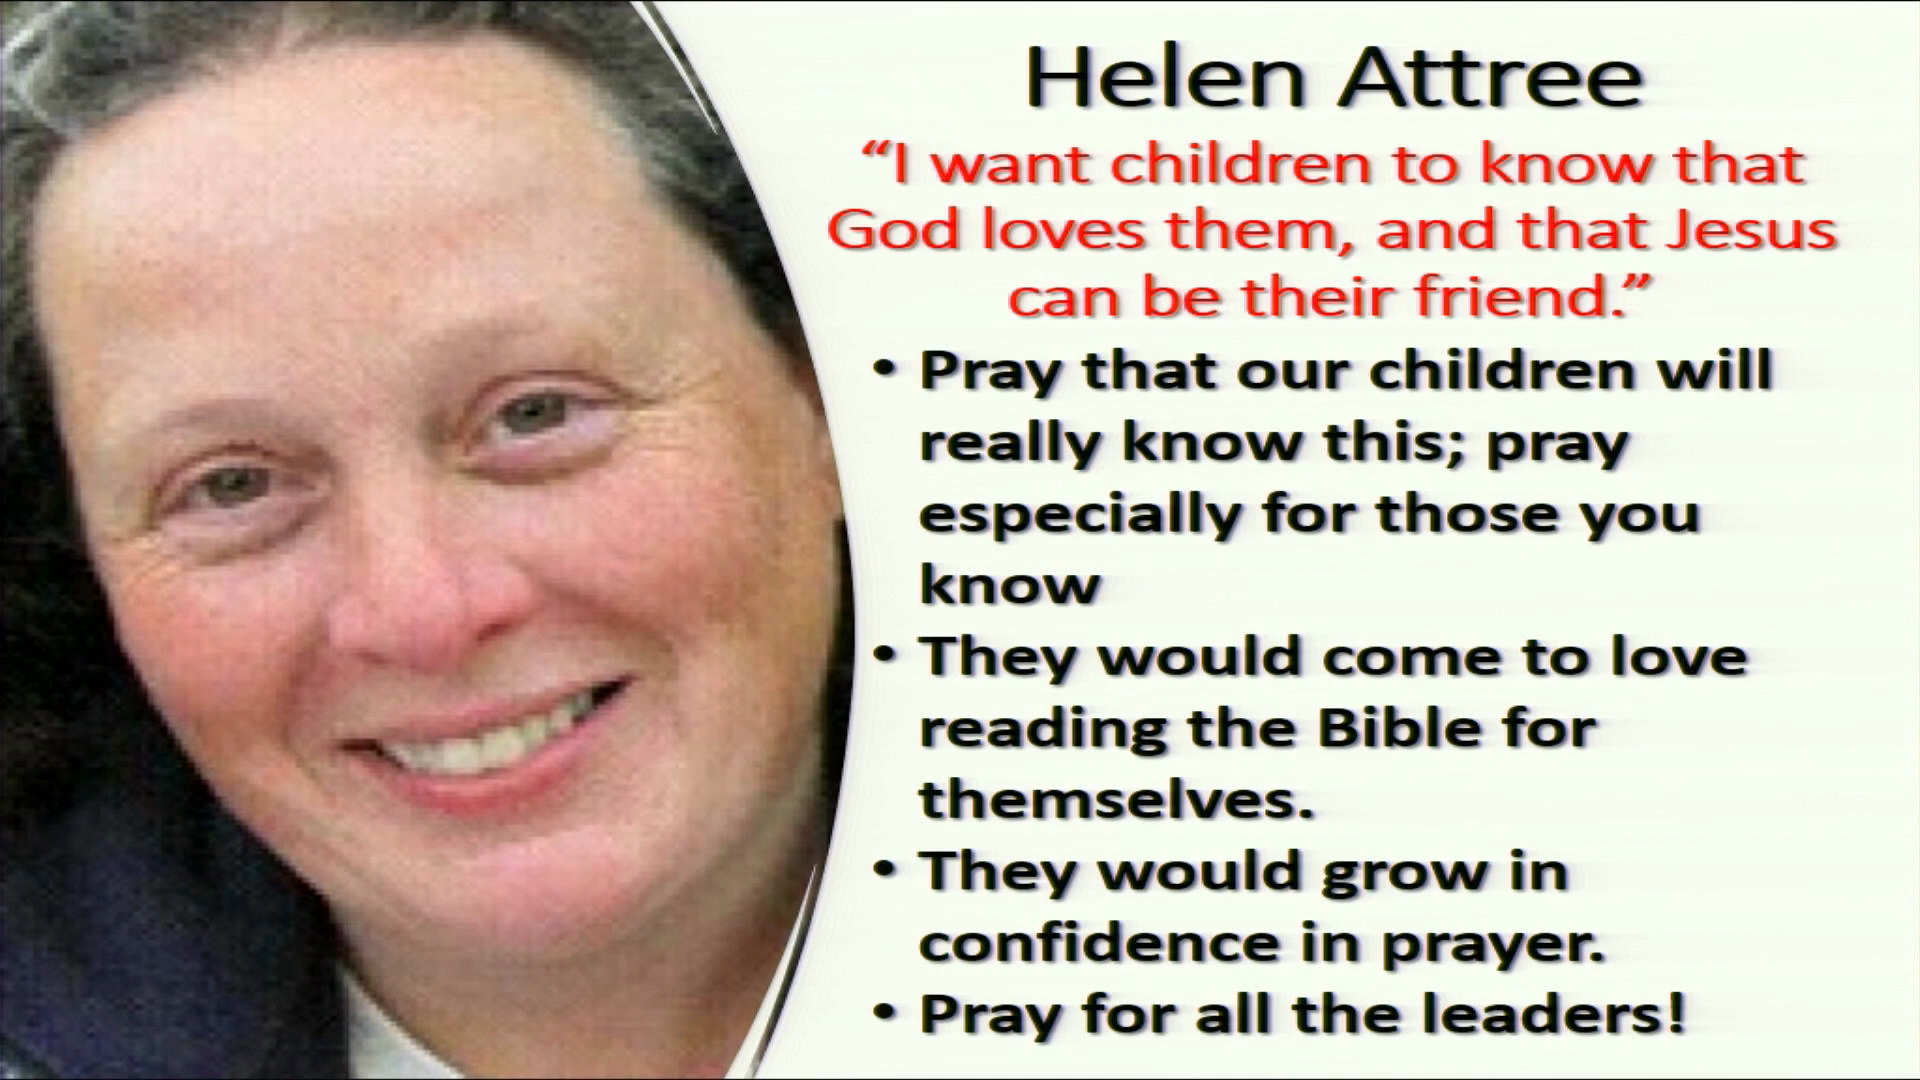 Helen Attree
“I want children to know that
God loves them, and that Jesus
can be their friend.”
• Pray that our children will
really know this; pray
especially for those you
know
• They would come to love
reading the Bible for
themselves.
• They would grow in
confidence in prayer.
• Pray for all the leaders!